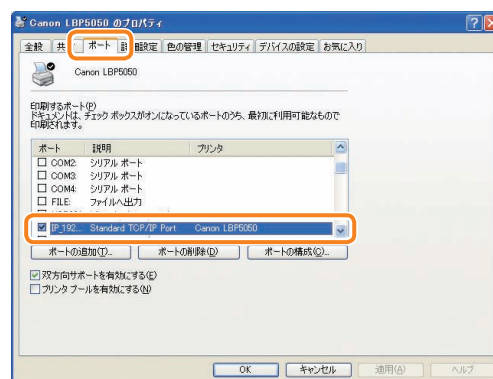 Canon LBP5050 のプロパティ
全般 共 ポート 詳細設定 色の管理 セキュリティ デバイスの設定 お気に入り
Canon LBP5050
印刷するポート(P)
ドキュメントは、チェック ボックスがオンになっているポートのうち、最初に利用可能なもので
印刷されます。
ポート 説明 プリンタ
COM2: シリアル ポート
COM3: シリアル ポート
COM4: シリアル ポート
FILE: ファイルへ出力
IP_192... Standard TCP/IP Port Canon LBP5050
ポートの追加(T)... ポートの削除(D) ポートの構成(C)...
双方向サポートを有効にする(E)
プリンタ プールを有効にする(N)
OK キャンセル 適用(A) ヘルプ